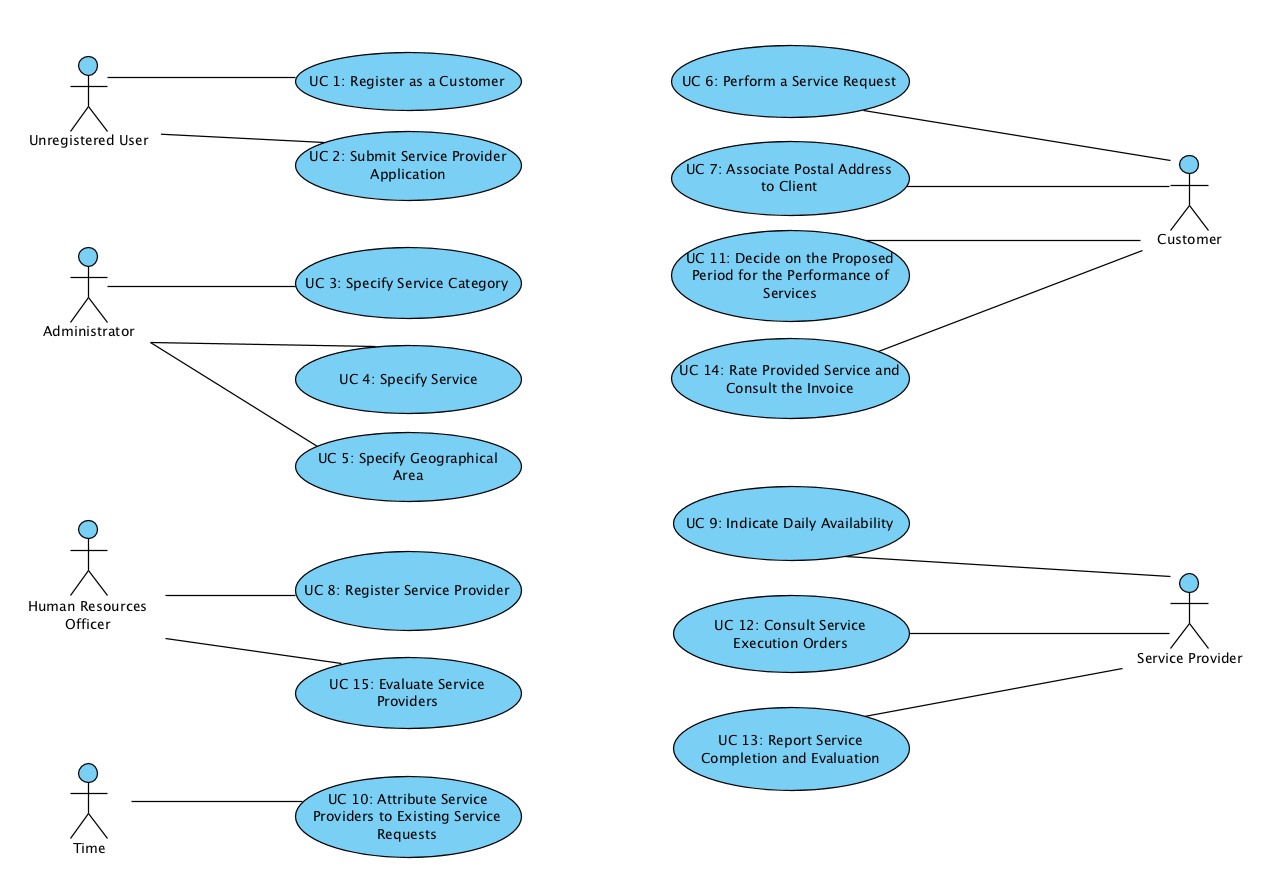 UC 1: Register as a Customer
Unregistered User
UC 2: Submit Service Provider
Application
UC 3: Specify Service Category
Administrator
UC 4: Specify Service
UC 5: Specify Geographical
Area
UC 8: Register Service Provider
Human Resources
Officer
UC 15: Evaluate Service
Providers
UC 10: Attribute Service
Providers to Existing Service
Requests
Time
UC 6: Perform a Service Request
UC 7: Associate Postal Address
to Client
Customer
UC 11: Decide on the Proposed
Period for the Performance of
Services
UC 14: Rate Provided Service and
Consult the Invoice
UC 9: Indicate Daily Availability
UC 12: Consult Service
Execution Orders
Service Provider
UC 13: Report Service
Completion and Evaluation